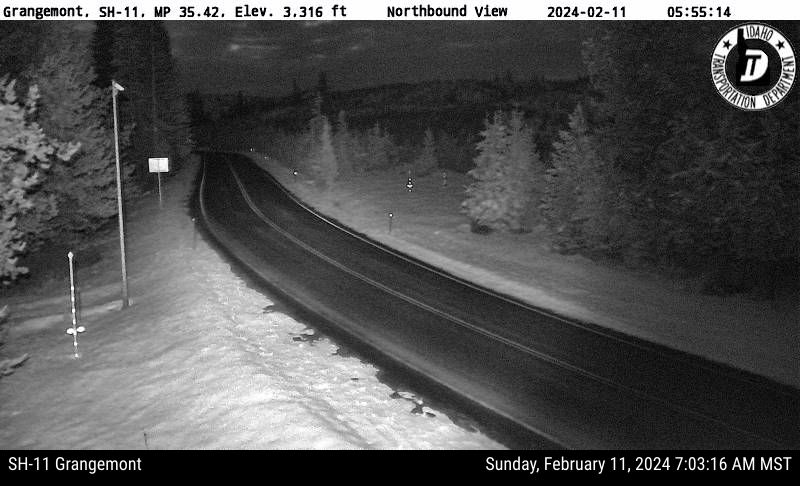 Grangemont, SH-11, MP 35.42, Elev. 3,316 ft Northbound View 2024-02-11 05:55:14
IDAHO
TRANSPORTATION DEPARTMENT
SH-11 Grangemont Sunday, February 11, 2024 7:03:16 AM MST